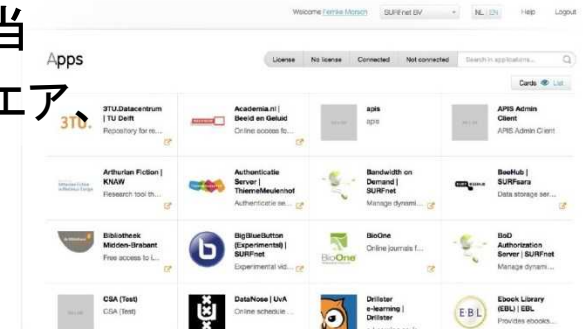 Welcome Femke Morsch SURFnet BV NL | EN Help Logout
当
エア、
Apps
License No license Connected Not connected Search in applications...
Cards List
3TU.
3TU.Datacentrum
| TU Delft
Repository for re...
Academia.nl |
Beeld en Geluid
Online access to...
apis
apis
APIS Admin
Client
APIS Admin Client
Arthurian Fiction |
KNAW
Research tool th...
Authenticatie
Server |
ThiemeMeulenhof
Authenticatie se...
Bandwidth on
Demand |
SURFnet
Manage dynami...
BeeHub |
SURFsara
Data storage ser...
Bibliotheek
Midden-Brabant
Free access to i...
b
BigBlueButton
(Experimental) |
SURFnet
Experimental vid...
BioOne
BioOne
Online journals f...
BoD
Authorization
Server | SURFnet
Manage dynam...
CSA (Test)
CSA (Test)
DataNose | UvA
Online schedule ...
Drillster
e-learning |
Drillster
EBL
Ebook Library
(EBL) | EBL
Provides ebooks...